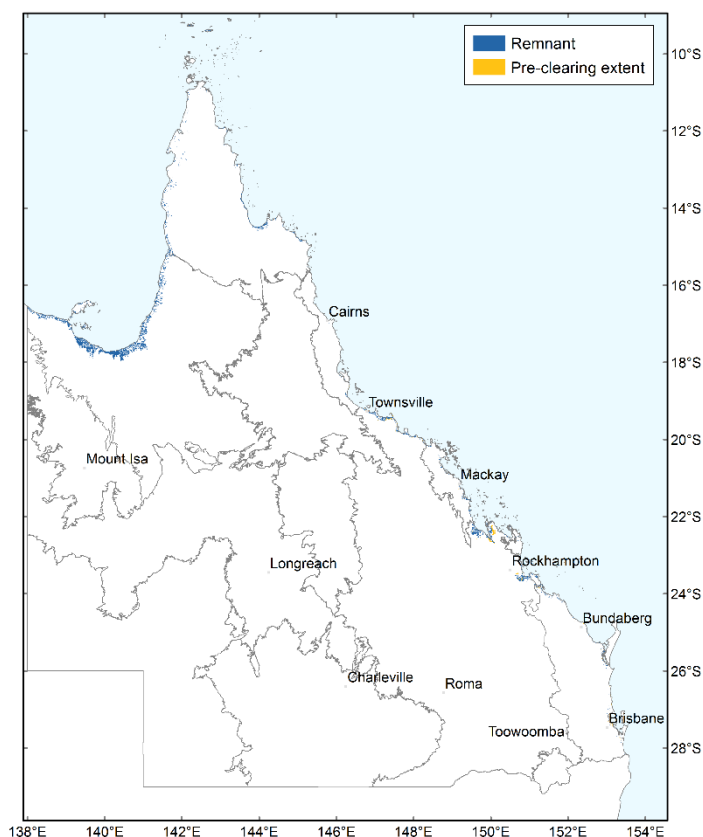 Remnant
Pre-clearing extent
10°S
12°S
14°S
16°S
Cairns
18°S
Townsville
20°S
Mount Isa
Mackay
22°S
Longreach
Rockhampton
24°S
Bundaberg
26°S
Charleville
Roma
Brisbane
Toowoomba
28°S
138°E 140°E 142°E 144°E 146°E 148°E 150°E 152°E 154°E